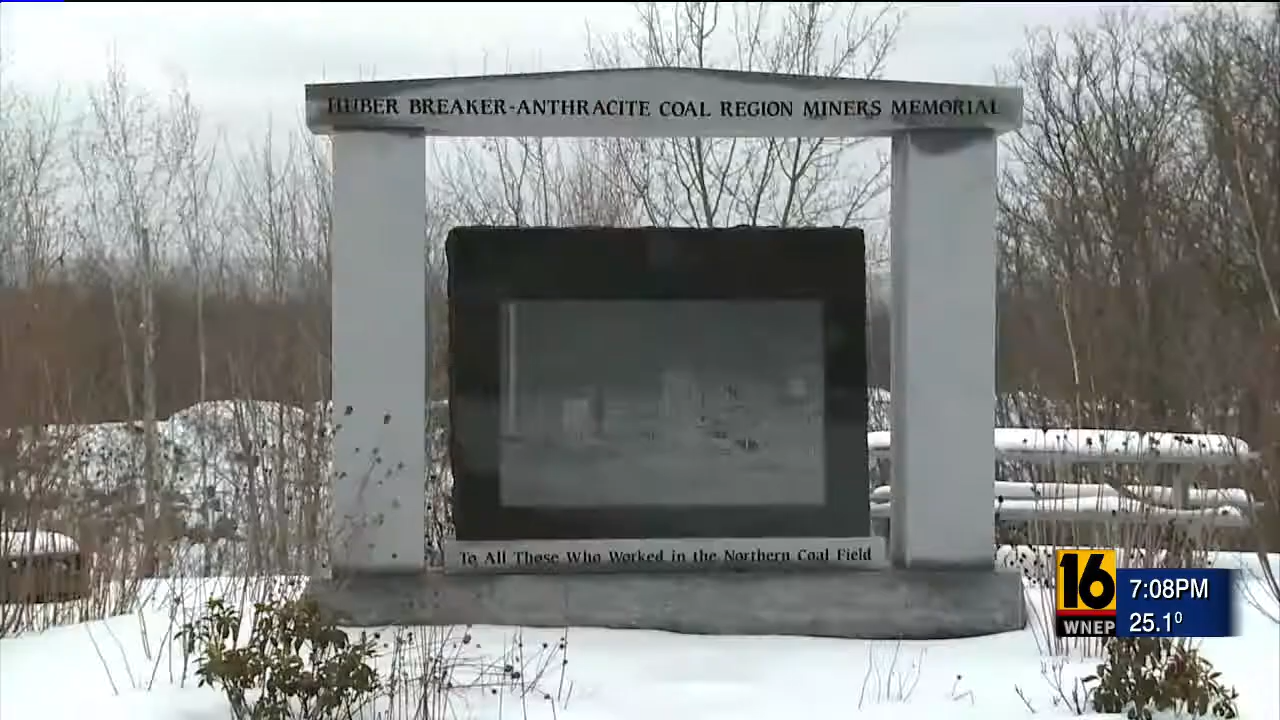 HUBER BREAKER-ANTHRACITE COAL REGION MINERS MEMORIAL
To All Those Who Worked in the Northern Coal Field
16
WNEP
7:08PM
25.1⁰